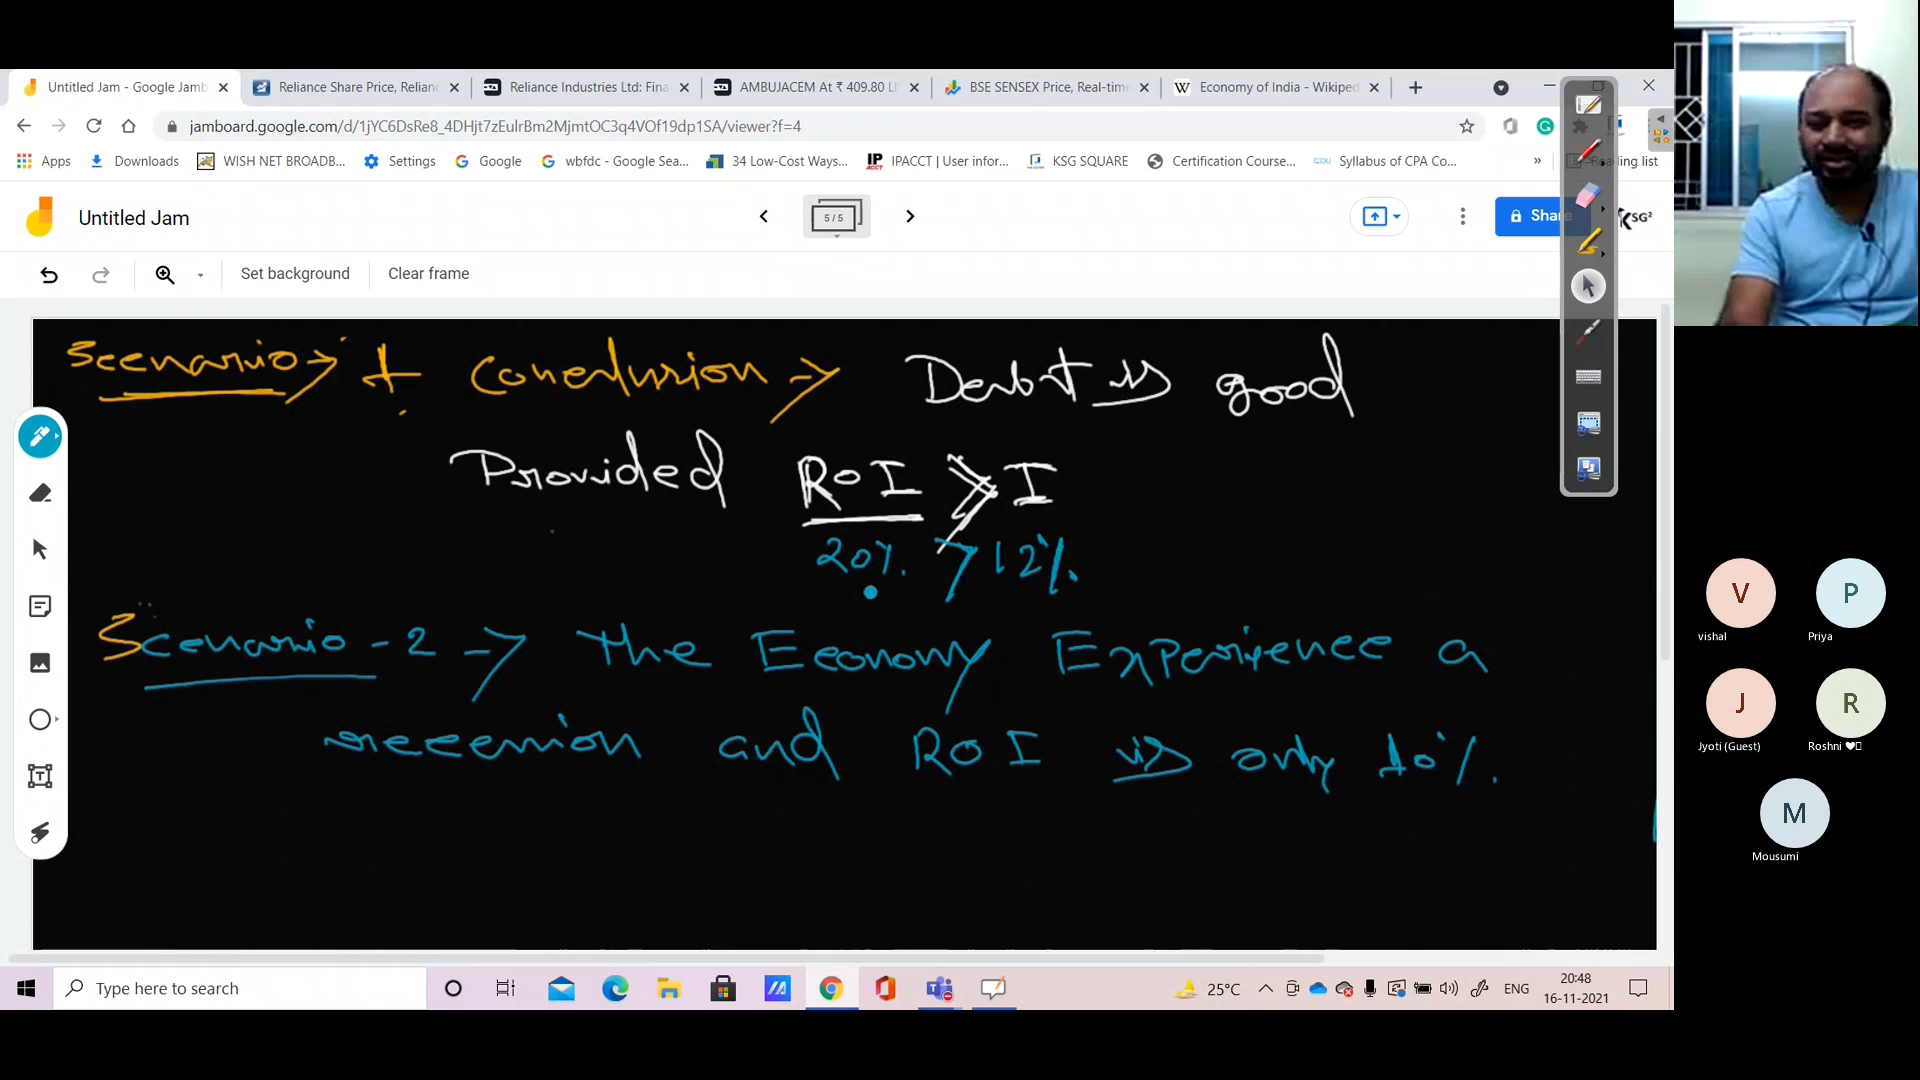 Untitled Jam - Google Jamb
Reliance Share Price, Relianc
Reliance Industries Ltd: Fina
AMBUJACEM At ₹ 409.80
BSE SENSEX Price, Real-time
Economy of India - Wikiped
jamboard.google.com/d/1jYC6DsRe8_4DHjt7zEulrBm2MjmtOC3q4VOf19dp1SA/viewer?f=4
Apps
Downloads
WISH NET BROADB...
Settings
Google
wbfdc - Google Sea...
34 Low-Cost Ways...
IPACCT | User infor...
KSG SQUARE
Certification Course...
Syllabus of CPA Co...
Reading list
Untitled Jam
5 / 5
Share
KSG²
Set background
Clear frame
Scenario → 1 Conclusion → Debt is good
Provided ROI > I
20% > 12%
Scenario - 2 → the Economy Experience a
recession and ROI is only 10%.
V
vishal
P
Priya
J
Jyoti (Guest)
R
Roshni
M
Mousumi
Type here to search
25°C
ENG
20:48
16-11-2021